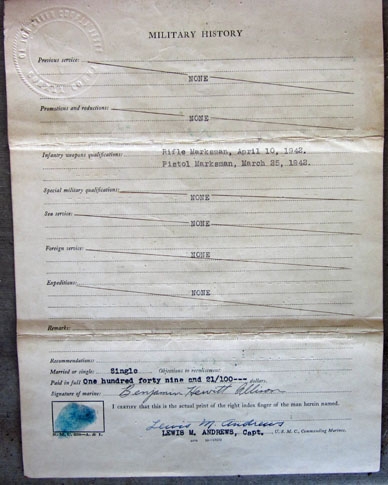 MILITARY HISTORY
Previous service:
NONE
Promotions and reductions:
NONE
Infantry weapons qualifications: Rifle Marksman, April 10, 1942.
Pistol Marksman, March 25, 1942.
Special military qualifications:
NONE
Sea service:
NONE
Foreign service:
NONE
Expeditions:
NONE
Remarks:
Recommendations:
Married or single: Single Objections to reenlistment:
Paid in full One hundred forty nine and 21/100--- dollars.
Signature of marine: Benjamin Hewitt Allison
I certify that this is the actual print of the right index finger of the man herein named.
Lewis M. Andrews
LEWIS M. ANDREWS, Capt., U.S.M.C., Commanding Marines.